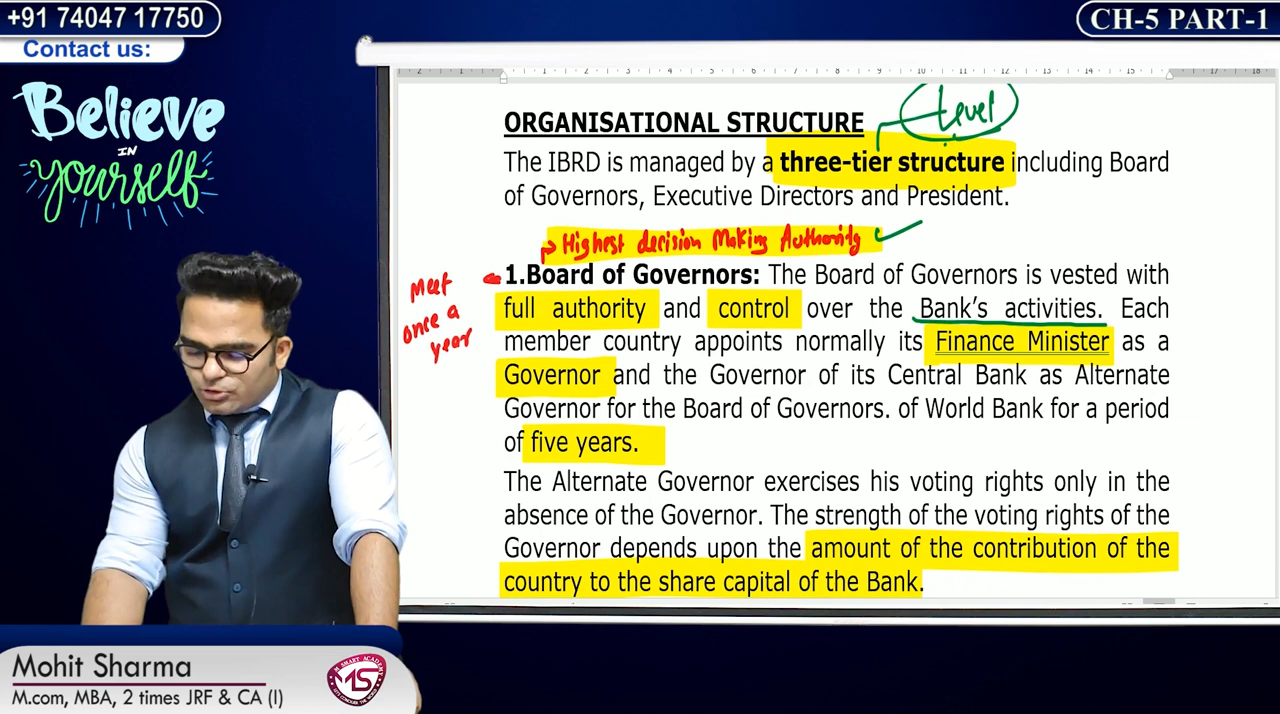 +91 74047 17750
Contact us:
CH-5 PART-1
Believe
IN
yourself
Level
ORGANISATIONAL STRUCTURE
The IBRD is managed by a three-tier structure including Board
of Governors, Executive Directors and President.
Highest decision Making Authority
Meet
once a
year
1.Board of Governors: The Board of Governors is vested with
full authority and control over the Bank's activities. Each
member country appoints normally its Finance Minister as a
Governor and the Governor of its Central Bank as Alternate
Governor for the Board of Governors. of World Bank for a period
of five years.
The Alternate Governor exercises his voting rights only in the
absence of the Governor. The strength of the voting rights of the
Governor depends upon the amount of the contribution of the
country to the share capital of the Bank.
Mohit Sharma
M.com, MBA, 2 times JRF & CA (I)
M SMART ACADEMY
MS